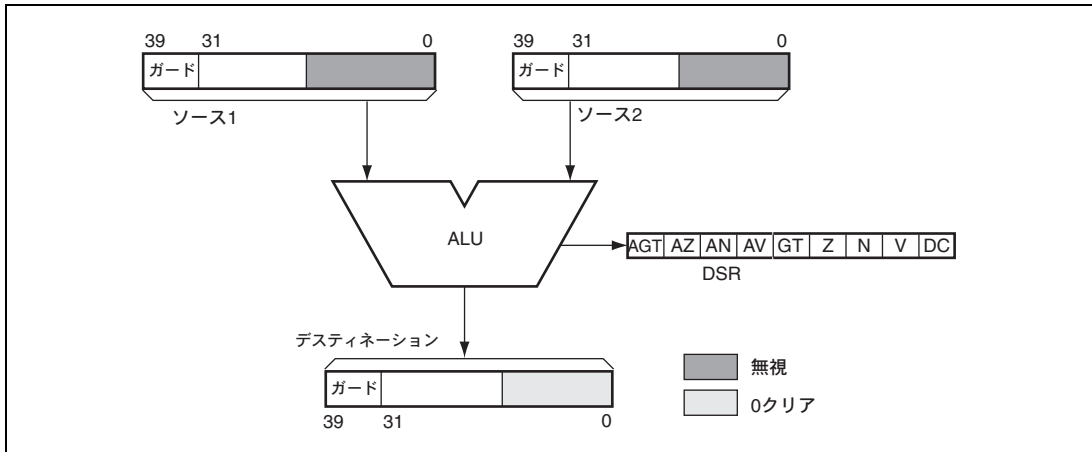 39 31 0 39 31 0
ガード ガード
ソース1 ソース2
ALU
AGT AZ AN AV GT Z N V DC
DSR
デスティネーション
ガード
無視
39 31 0
0クリア